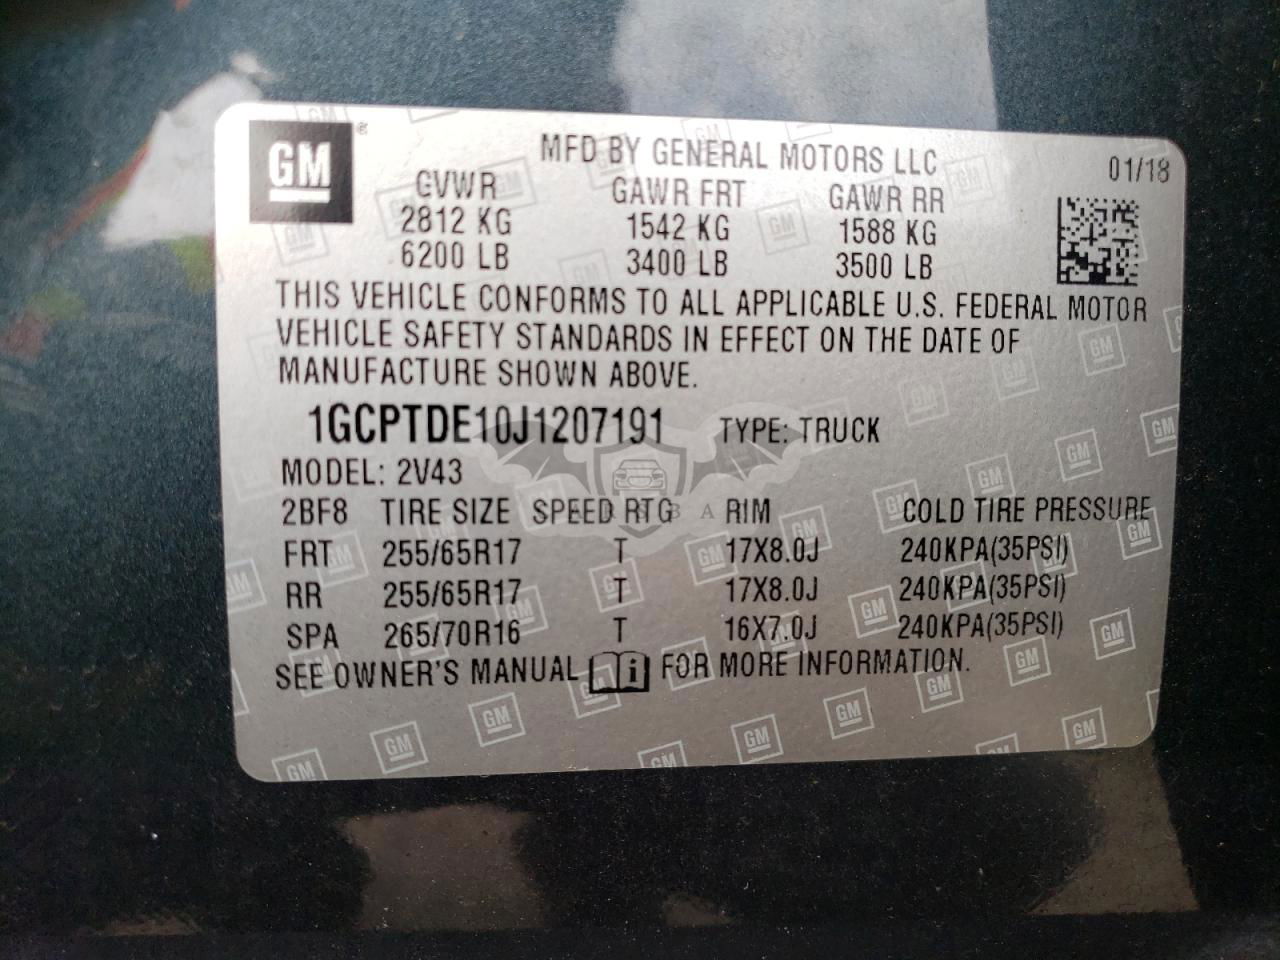 GM ®
MFD BY GENERAL MOTORS LLC 01/18
GVWR GAWR FRT GAWR RR
2812 KG 1542 KG 1588 KG
6200 LB 3400 LB 3500 LB
THIS VEHICLE CONFORMS TO ALL APPLICABLE U.S. FEDERAL MOTOR
VEHICLE SAFETY STANDARDS IN EFFECT ON THE DATE OF
MANUFACTURE SHOWN ABOVE.
1GCPTDE10J1207191 TYPE: TRUCK
MODEL: 2V43
2BF8 TIRE SIZE SPEED RTG RIM COLD TIRE PRESSURE
FRT 255/65R17 T 17X8.0J 240KPA(35PSI)
RR 255/65R17 T 17X8.0J 240KPA(35PSI)
SPA 265/70R16 T 16X7.0J 240KPA(35PSI)
SEE OWNER'S MANUAL i FOR MORE INFORMATION.